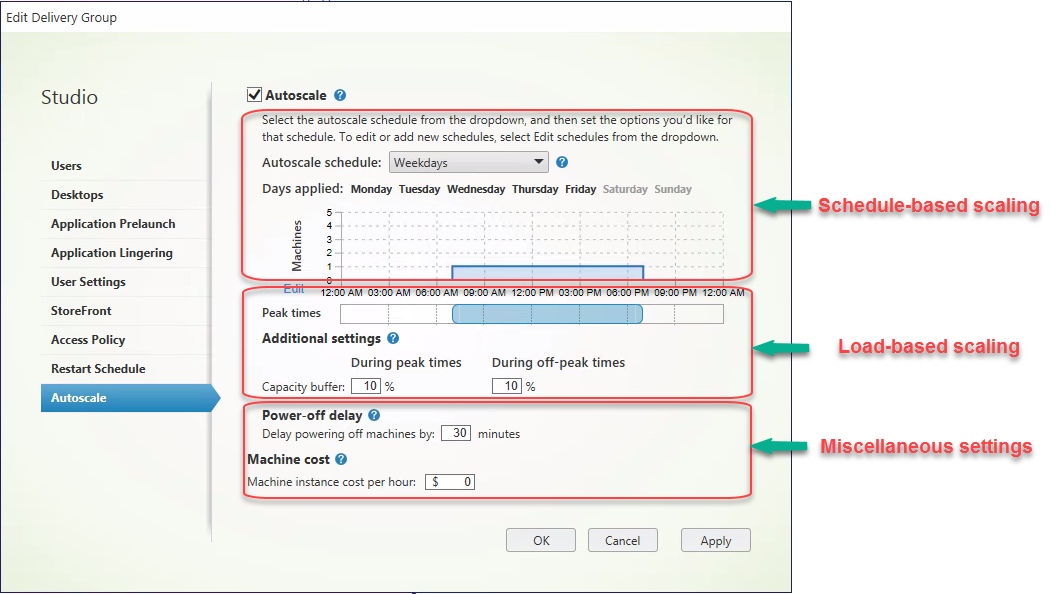 Edit Delivery Group
Studio
Users
Desktops
Application Prelaunch
Application Lingering
User Settings
StoreFront
Access Policy
Restart Schedule
Autoscale
Autoscale ?
Select the autoscale schedule from the dropdown, and then set the options you'd like for
that schedule. To edit or add new schedules, select Edit schedules from the dropdown.
Autoscale schedule: Weekdays ?
Days applied: Monday Tuesday Wednesday Thursday Friday Saturday Sunday
Machines
5
4
3
2
1
0
Edit
12:00 AM 03:00 AM 06:00 AM 09:00 AM 12:00 PM 03:00 PM 06:00 PM 09:00 PM 12:00 AM
Peak times
Additional settings ?
During peak times During off-peak times
Capacity buffer: 10 % 10 %
Power-off delay ?
Delay powering off machines by: 30 minutes
Machine cost ?
Machine instance cost per hour: $ 0
OK Cancel Apply
Schedule-based scaling
Load-based scaling
Miscellaneous settings